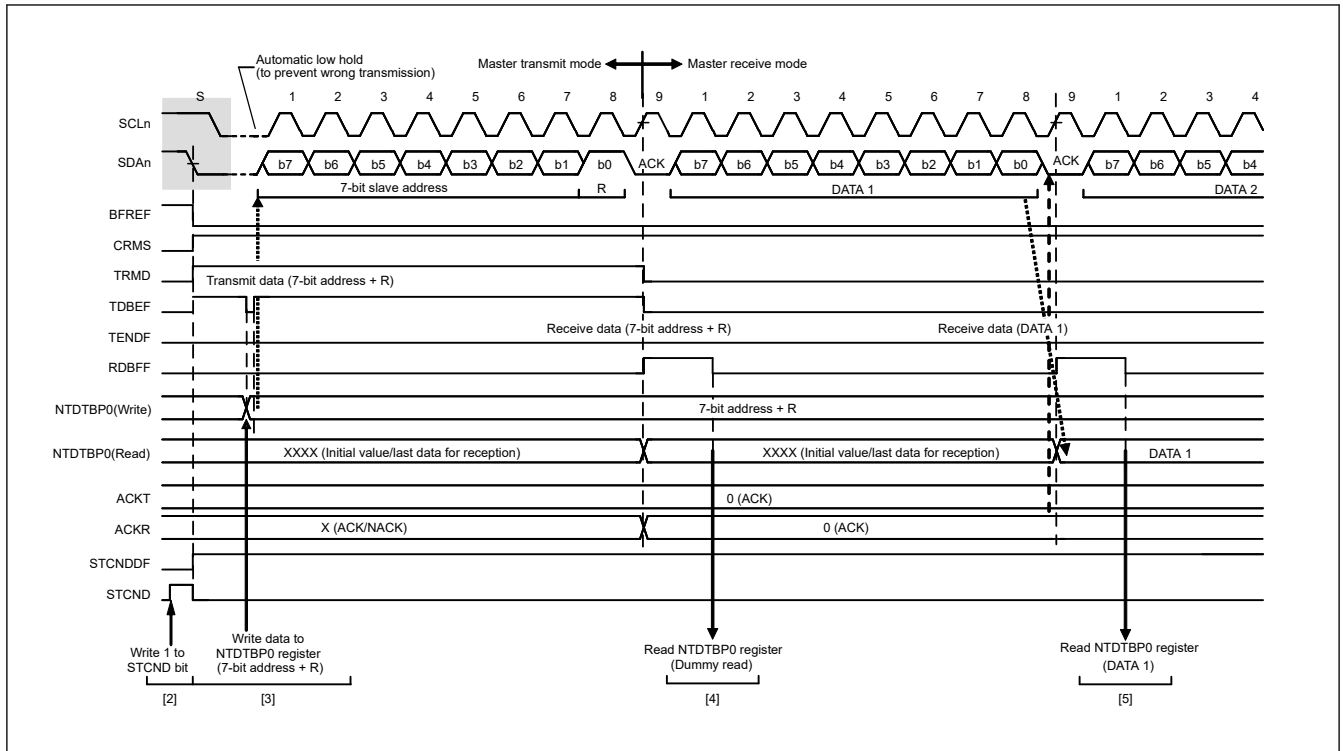 Automatic low hold
(to prevent wrong transmission)
Master transmit mode
Master receive mode
S 1 2 3 4 5 6 7 8 9 1 2 3 4 5 6 7 8 9 1 2 3 4
SCLn
SDAn b7 b6 b5 b4 b3 b2 b1 b0 ACK b7 b6 b5 b4 b3 b2 b1 b0 ACK b7 b6 b5 b4
7-bit slave address R DATA 1 DATA 2
BFREF
CRMS
TRMD Transmit data (7-bit address + R)
TDBEF
Receive data (7-bit address + R) Receive data (DATA 1)
TENDF
RDBFF
NTDTBP0(Write) 7-bit address + R
NTDTBP0(Read) XXXX (Initial value/last data for reception) XXXX (Initial value/last data for reception) DATA 1
ACKT 0 (ACK)
ACKR X (ACK/NACK) 0 (ACK)
STCNDDF
STCND
Write 1 to
STCND bit
Write data to
NTDTBP0 register
(7-bit address + R)
Read NTDTBP0 register
(Dummy read)
Read NTDTBP0 register
(DATA 1)
[2] [3] [4] [5]